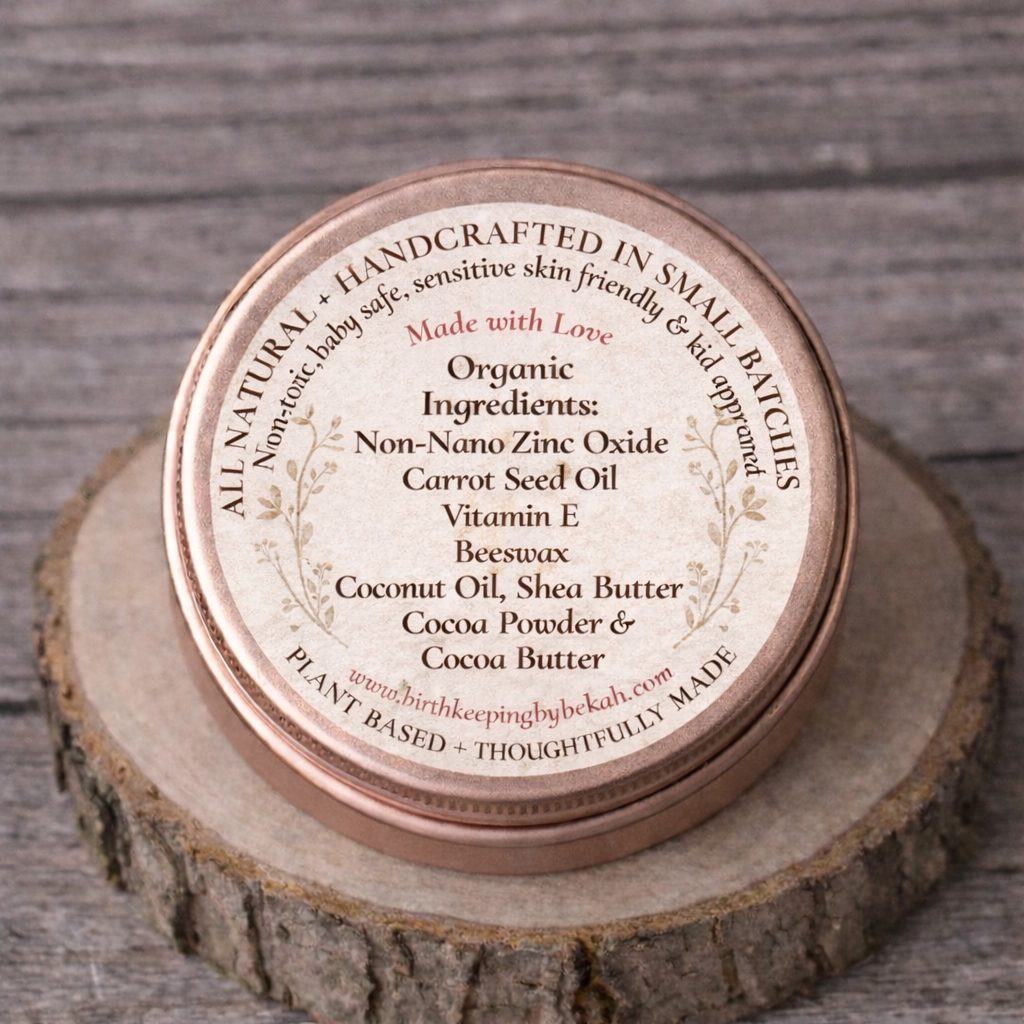 ALL NATURAL + HANDCRAFTED IN SMALL BATCHES
Non-toxic, baby safe, sensitive skin friendly & kid approved
Made with Love
Organic
Ingredients:
Non-Nano Zinc Oxide
Carrot Seed Oil
Vitamin E
Beeswax
Coconut Oil, Shea Butter
Cocoa Powder &
Cocoa Butter
www.birthkeepingbybekah.com
PLANT BASED + THOUGHTFULLY MADE